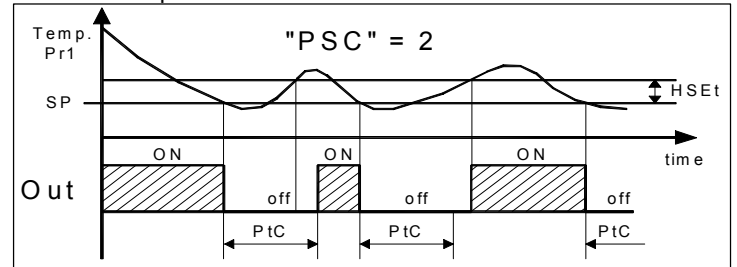 Temp.
Pr1
"PSC" = 2
HSEt
SP
time
ON
ON
ON
Out
off
off
off
PtC
PtC
PtC